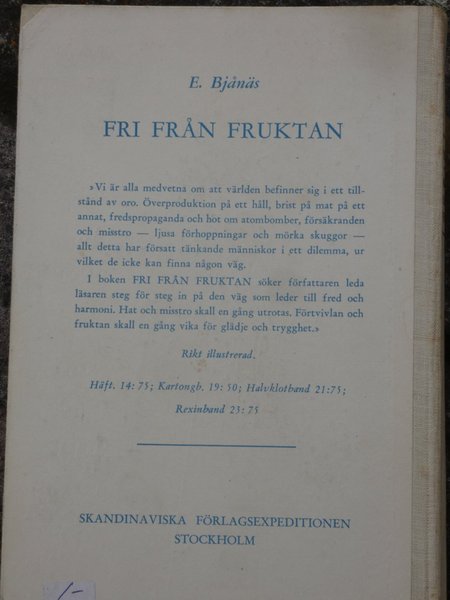 E. Bjånäs
FRI FRÅN FRUKTAN
»Vi är alla medvetna om att världen befinner sig i ett till-
stånd av oro. Överproduktion på ett håll, brist på mat på ett
annat, fredspropaganda och hot om atombomber, försäkranden
och misstro — ljusa förhoppningar och mörka skuggor —
allt detta har försatt tänkande människor i ett dilemma, ur
vilket de icke kan finna någon väg.
I boken FRI FRÅN FRUKTAN söker författaren leda
läsaren steg för steg in på den väg som leder till fred och
harmoni. Hat och misstro skall en gång utrotas. Förtvivlan och
fruktan skall en gång vika för glädje och trygghet.»
Rikt illustrerad.
Häft. 14:75; Kartongb. 19:50; Halvklotband 21:75;
Rexinband 23:75
SKANDINAVISKA FÖRLAGSEXPEDITIONEN
STOCKHOLM
/-